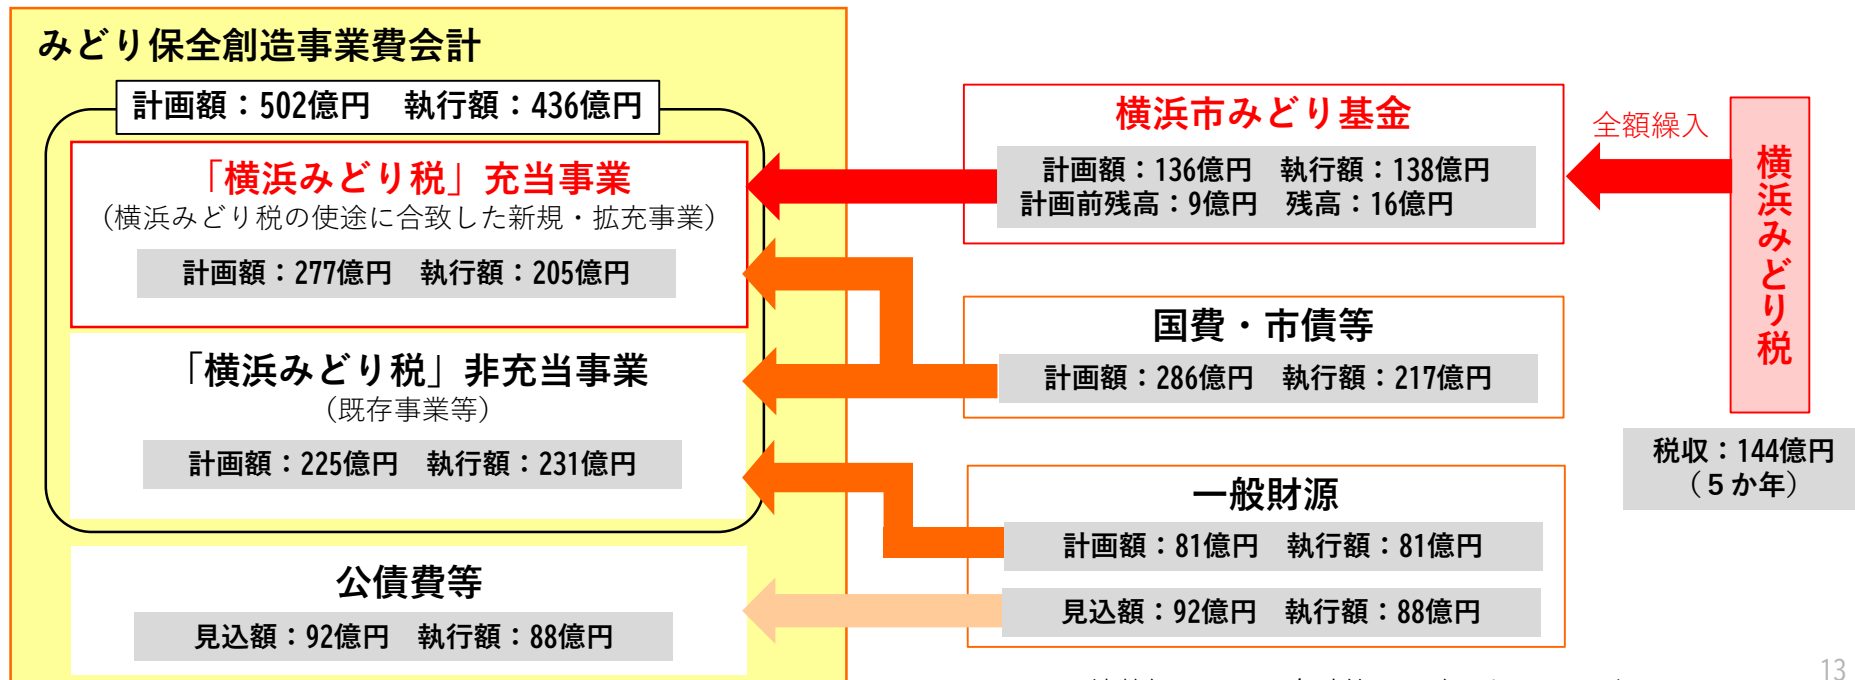 みどり保全創造事業費会計
計画額：502億円　執行額：436億円
「横浜みどり税」充当事業
（横浜みどり税の使途に合致した新規・拡充事業）
計画額：277億円　執行額：205億円
「横浜みどり税」非充当事業
（既存事業等）
計画額：225億円　執行額：231億円
公債費等
見込額：92億円　執行額：88億円
横浜市みどり基金
計画額：136億円　執行額：138億円
計画前残高：9億円　残高：16億円
国費・市債等
計画額：286億円　執行額：217億円
一般財源
計画額：81億円　執行額：81億円
見込額：92億円　執行額：88億円
全額繰入
横浜みどり税
税収：144億円
（５か年）
13